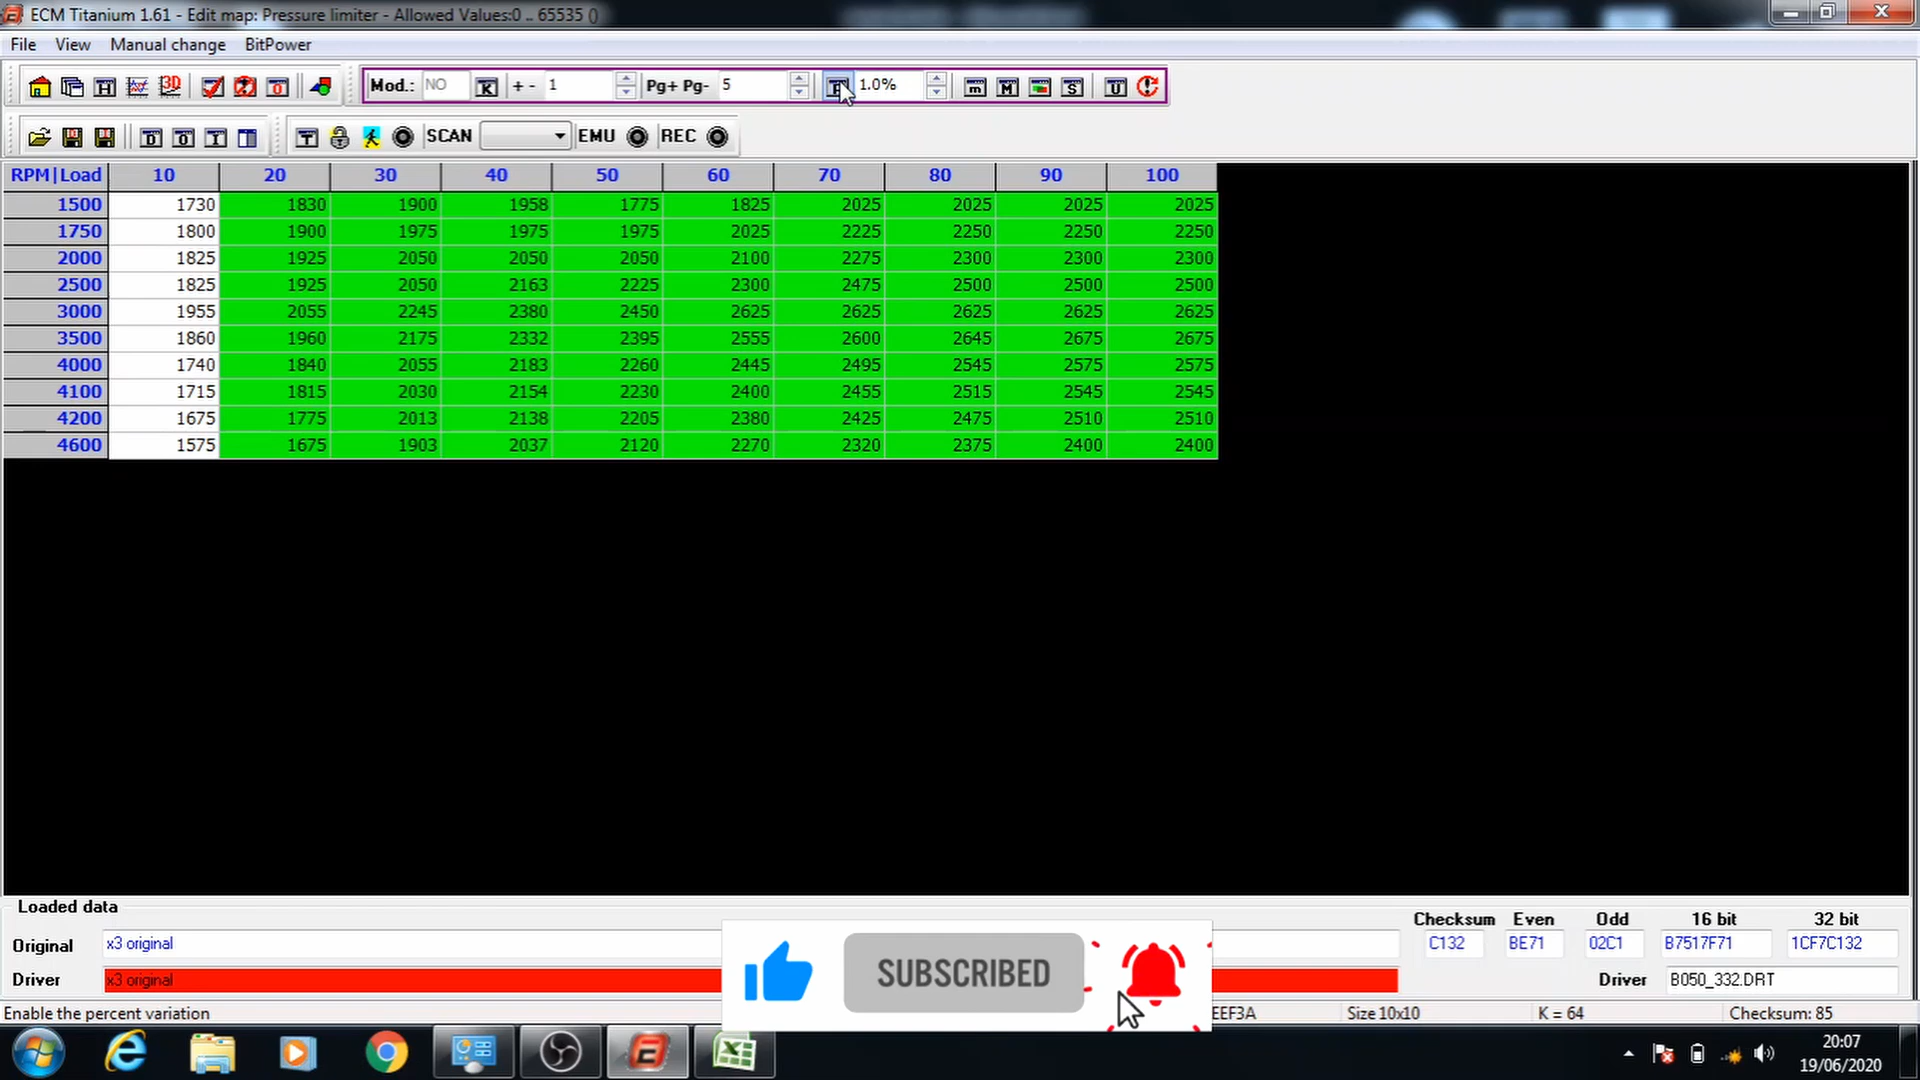 ECM Titanium 1.61 - Edit map: Pressure limiter - Allowed Values:0 .. 65535 ()
File View Manual change BitPower
Mod.: NO K + - 1 Pg+ Pg- 5 1.0% m M S U
D O I T SCAN EMU REC
RPM|Load 10 20 30 40 50 60 70 80 90 100
1500 1730 1830 1900 1958 1775 1825 2025 2025 2025 2025
1750 1800 1900 1975 1975 1975 2025 2225 2250 2250 2250
2000 1825 1925 2050 2050 2050 2100 2275 2300 2300 2300
2500 1825 1925 2050 2163 2225 2300 2475 2500 2500 2500
3000 1955 2055 2245 2380 2450 2625 2625 2625 2625 2625
3500 1860 1960 2175 2332 2395 2555 2600 2645 2675 2675
4000 1740 1840 2055 2183 2260 2445 2495 2545 2575 2575
4100 1715 1815 2030 2154 2230 2400 2455 2515 2545 2545
4200 1675 1775 2013 2138 2205 2380 2425 2475 2510 2510
4600 1575 1675 1903 2037 2120 2270 2320 2375 2400 2400
Loaded data
Checksum Even Odd 16 bit 32 bit
Original x3 original C132 BE71 02C1 B7517F71 1CF7C132
Driver x3 original Driver B050_332.DRT
SUBSCRIBED
Enable the percent variation EEF3A Size 10x10 K = 64 Checksum: 85
20:07
19/06/2020